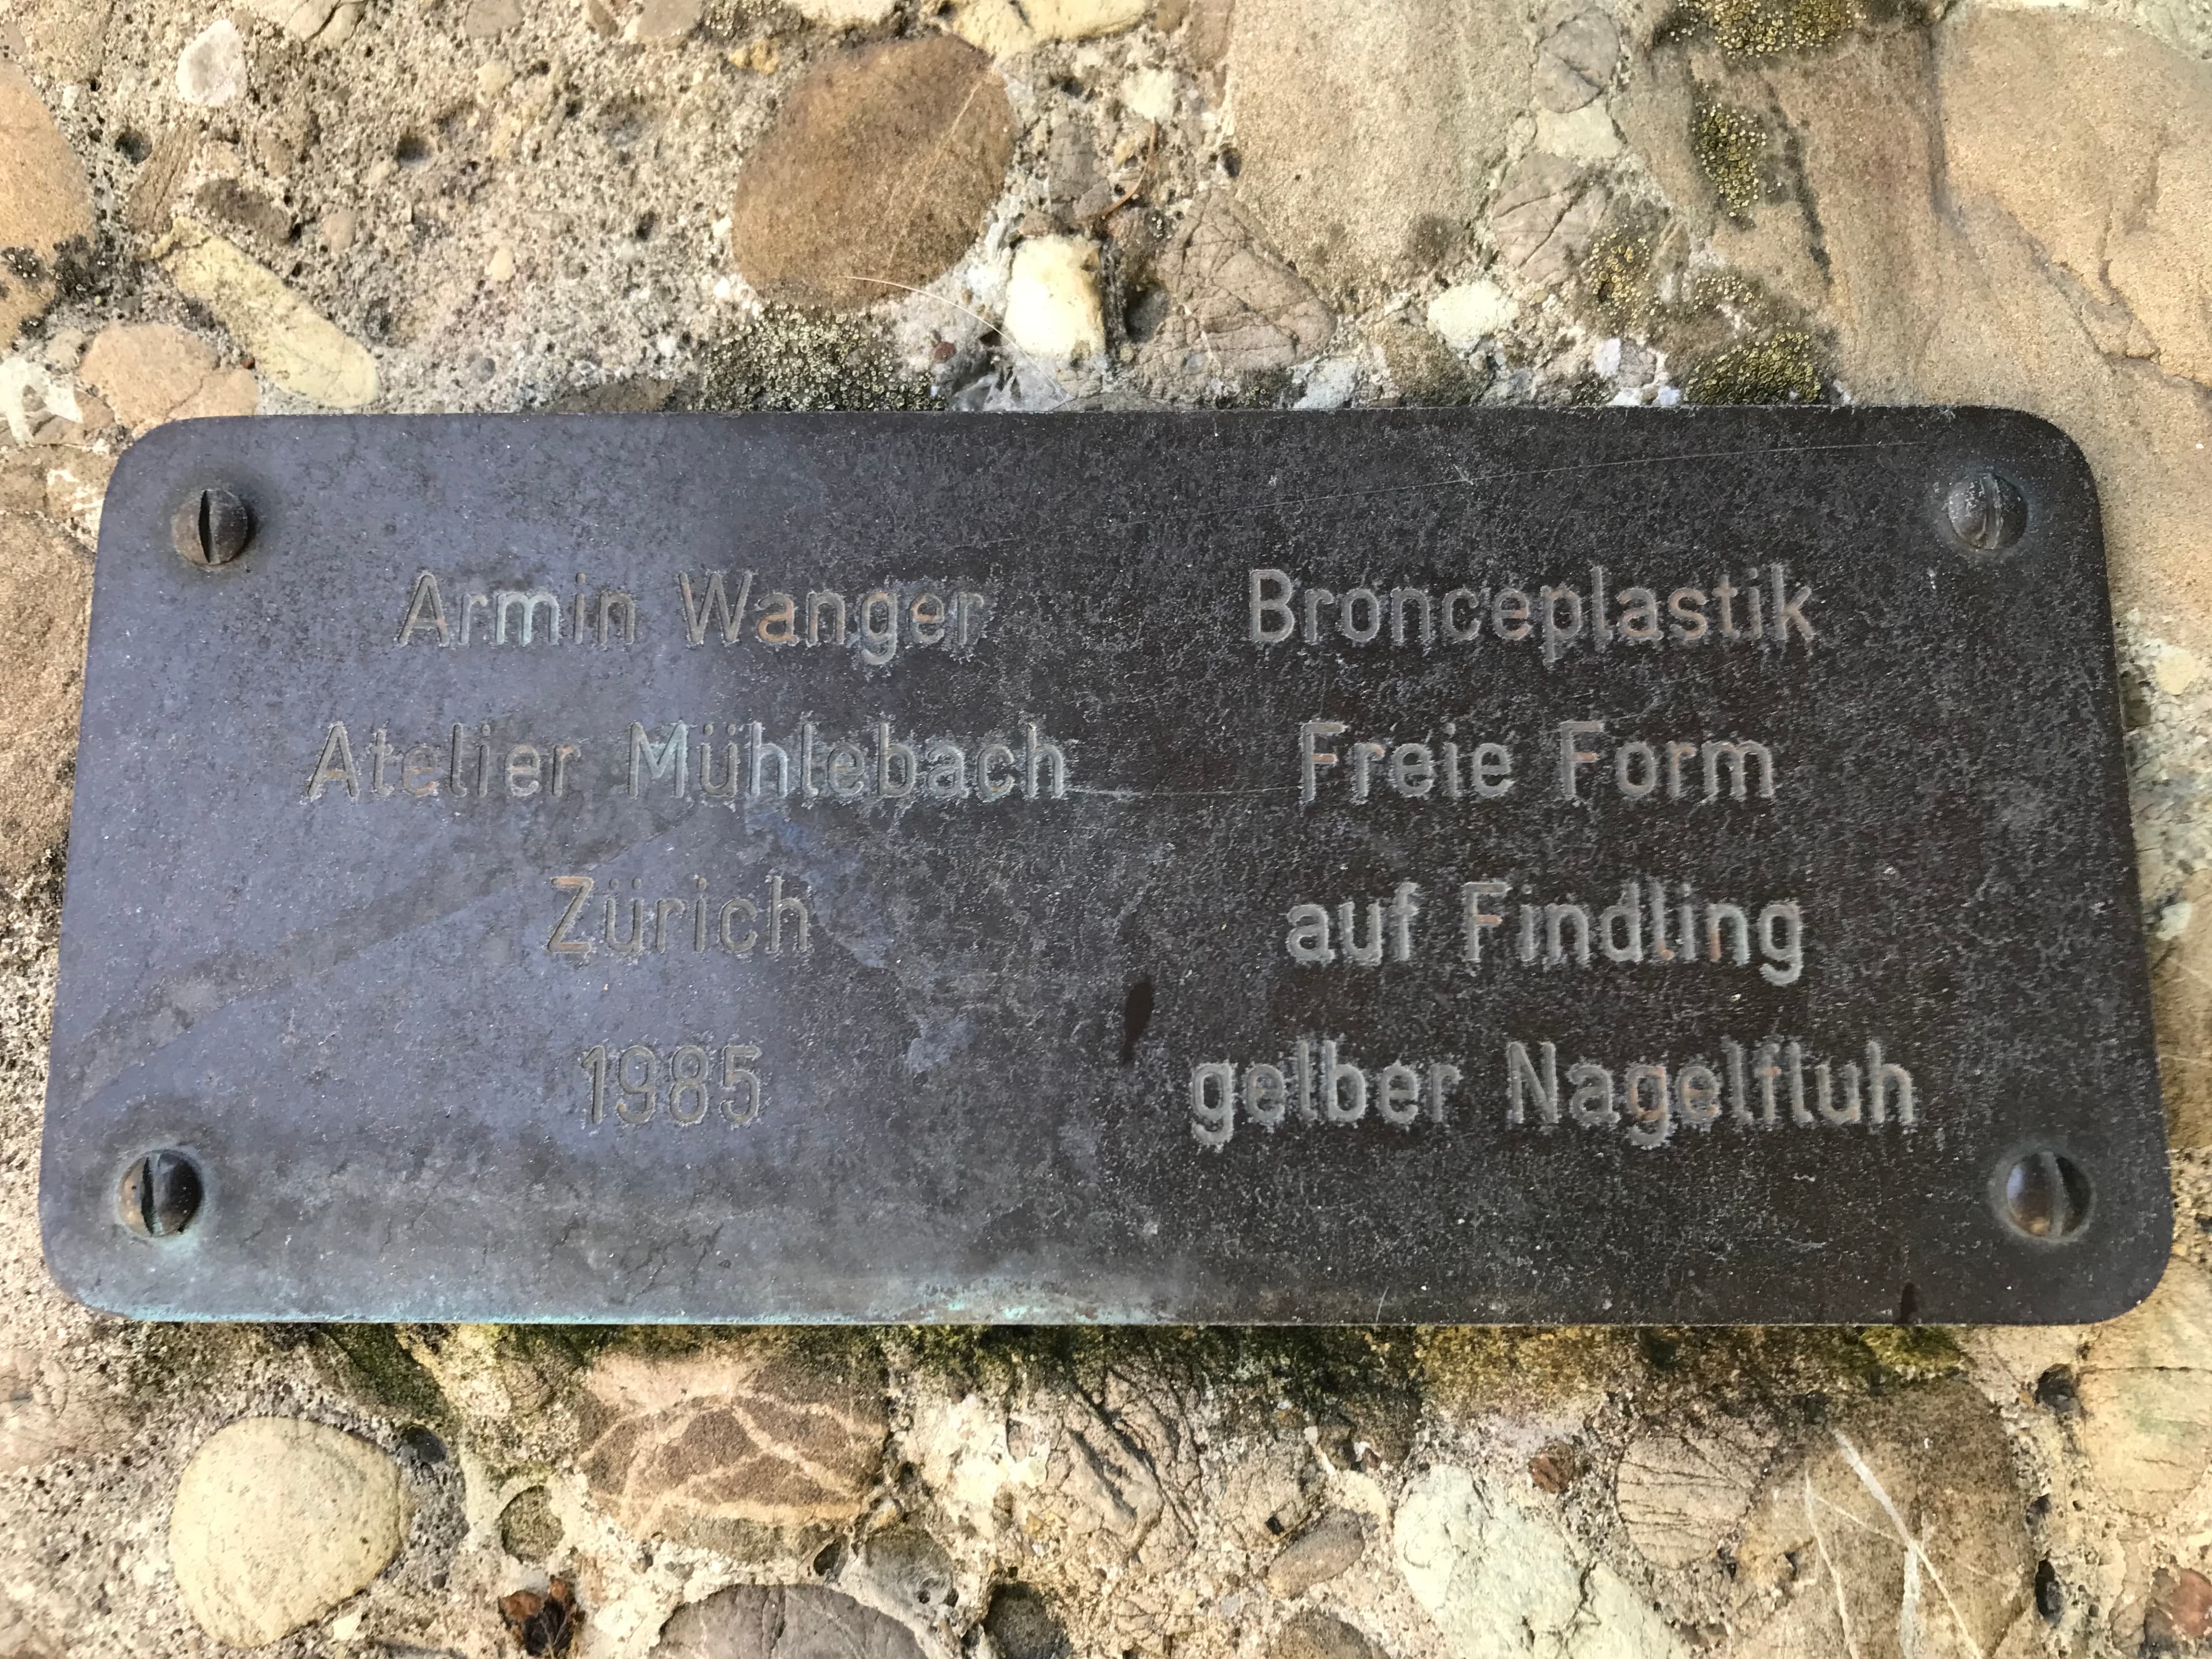 Armin Wanger
Atelier Mühlebach
Zürich
1985
Bronceplastik
Freie Form
auf Findling
gelber Nagelfluh